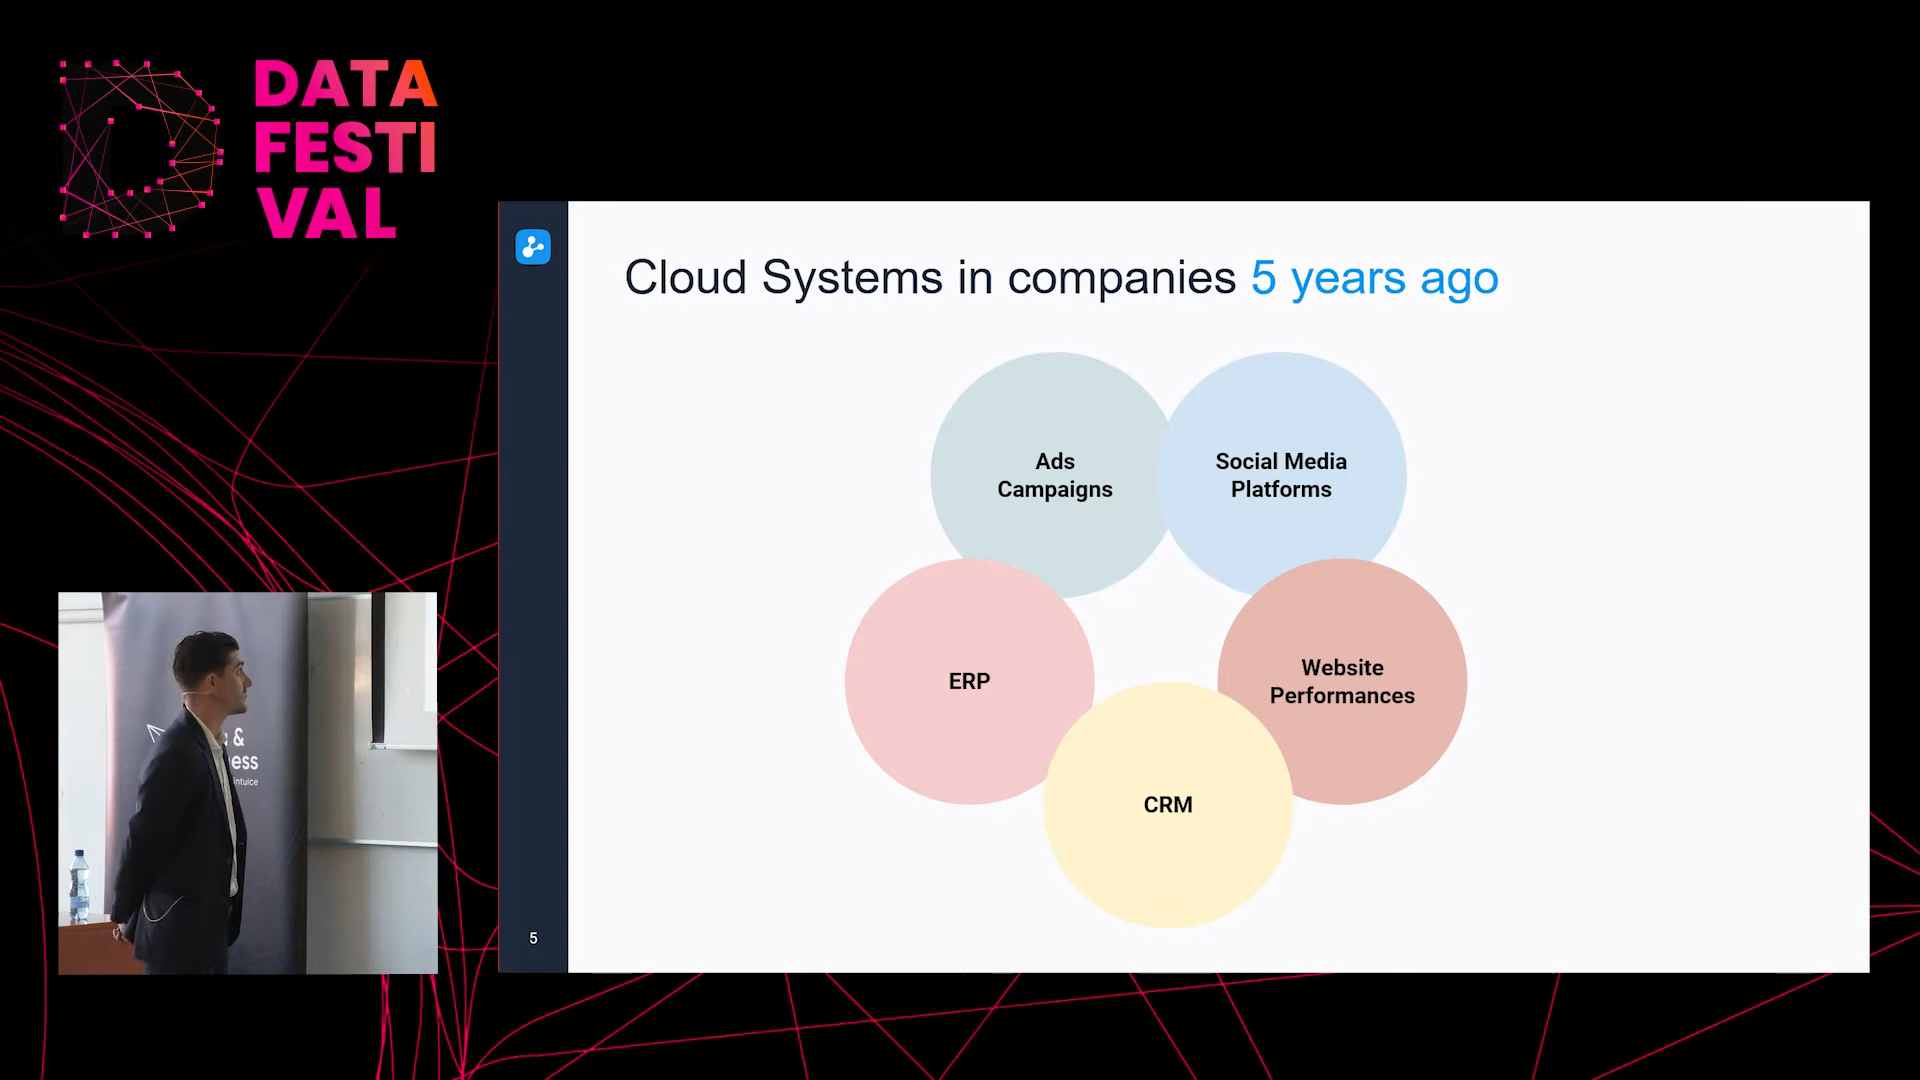 DATA
FESTI
VAL
Cloud Systems in companies 5 years ago
Ads
Campaigns
Social Media
Platforms
ERP
Website
Performances
CRM
5
&